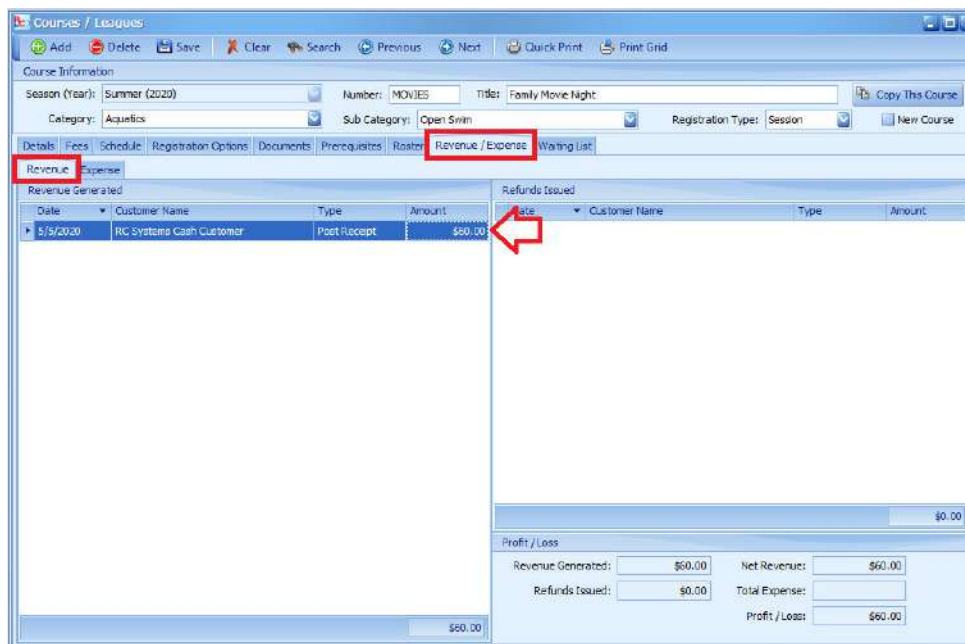 Courses / Leagues
Add Delete Save Clear Search Previous Next Quick Print Print Grid
Course Information
Season (Year): Summer (2020) Number: MOVIES Title: Family Movie Night Copy This Course
Category: Aquatics Sub Category: Open Swim Registration Type: Session New Course
Details Fees Schedule Registration Options Documents Prerequisites Roster Revenue / Expense Waiting List
Revenue Expense
Revenue Generated Refunds Issued
Date Customer Name Type Amount Date Customer Name Type Amount
5/5/2020 RC Systems Cash Customer Post Receipt $60.00
$0.00
Profit / Loss
Revenue Generated: $60.00 Net Revenue: $60.00
Refunds Issued: $0.00 Total Expense:
Profit / Loss: $60.00
$60.00